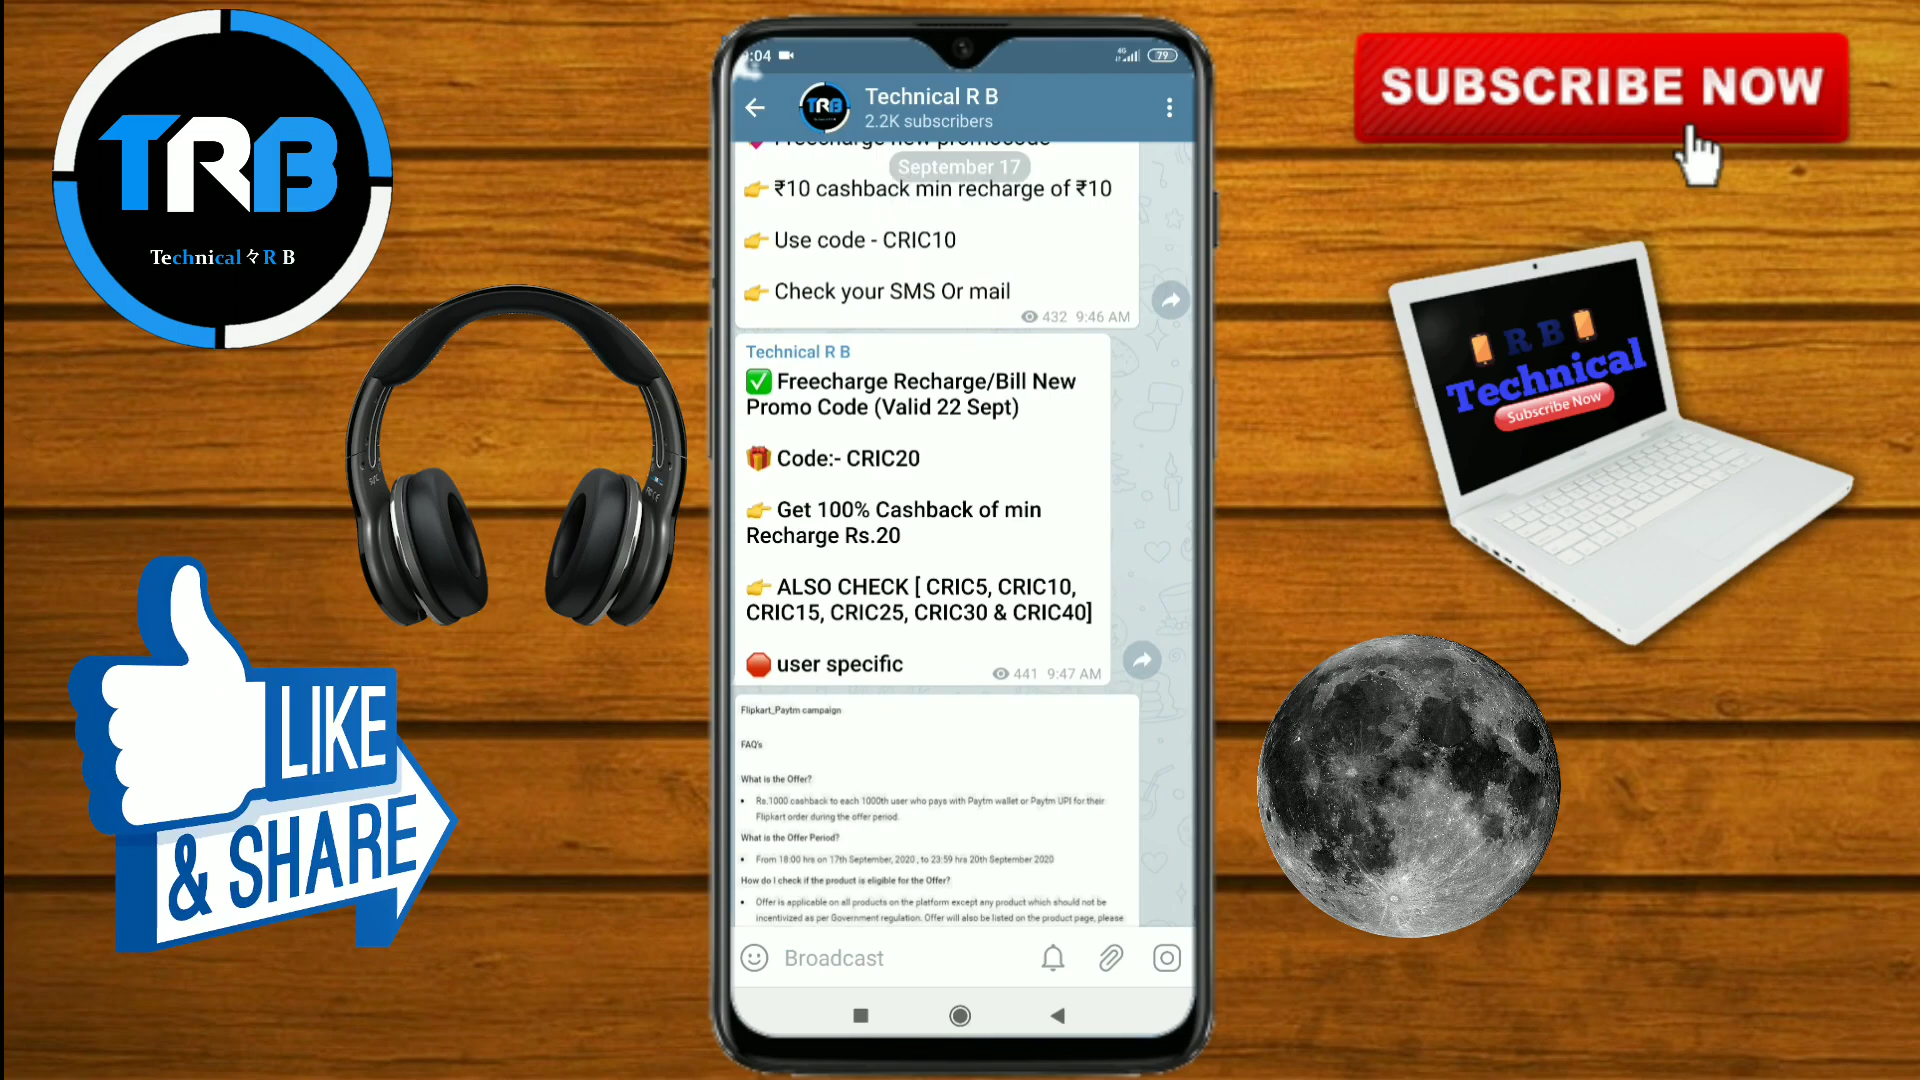 TRB
Technical々R B
LIKE
& SHARE
:04
4G
79
Technical R B
2.2K subscribers
Freecharge new promocode
September 17
👉 ₹10 cashback min recharge of ₹10
👉 Use code - CRIC10
👉 Check your SMS Or mail
432 9:46 AM
Technical R B
✅ Freecharge Recharge/Bill New
Promo Code (Valid 22 Sept)
🎁 Code:- CRIC20
👉 Get 100% Cashback of min
Recharge Rs.20
👉 ALSO CHECK [ CRIC5, CRIC10,
CRIC15, CRIC25, CRIC30 & CRIC40]
🛑 user specific
441 9:47 AM
Flipkart_Paytm campaign
FAQ's
What is the Offer?
• Rs.1000 cashback to each 1000th user who pays with Paytm wallet or Paytm UPI for their
Flipkart order during the offer period.
What is the Offer Period?
• From 18:00 hrs on 17th September, 2020 , to 23:59 hrs 20th September 2020
How do I check if the product is eligible for the Offer?
• Offer is applicable on all products on the platform except any product which should not be
incentivized as per Government regulation. Offer will also be listed on the product page, please
Broadcast
SUBSCRIBE NOW
R B
Technical
Subscribe Now